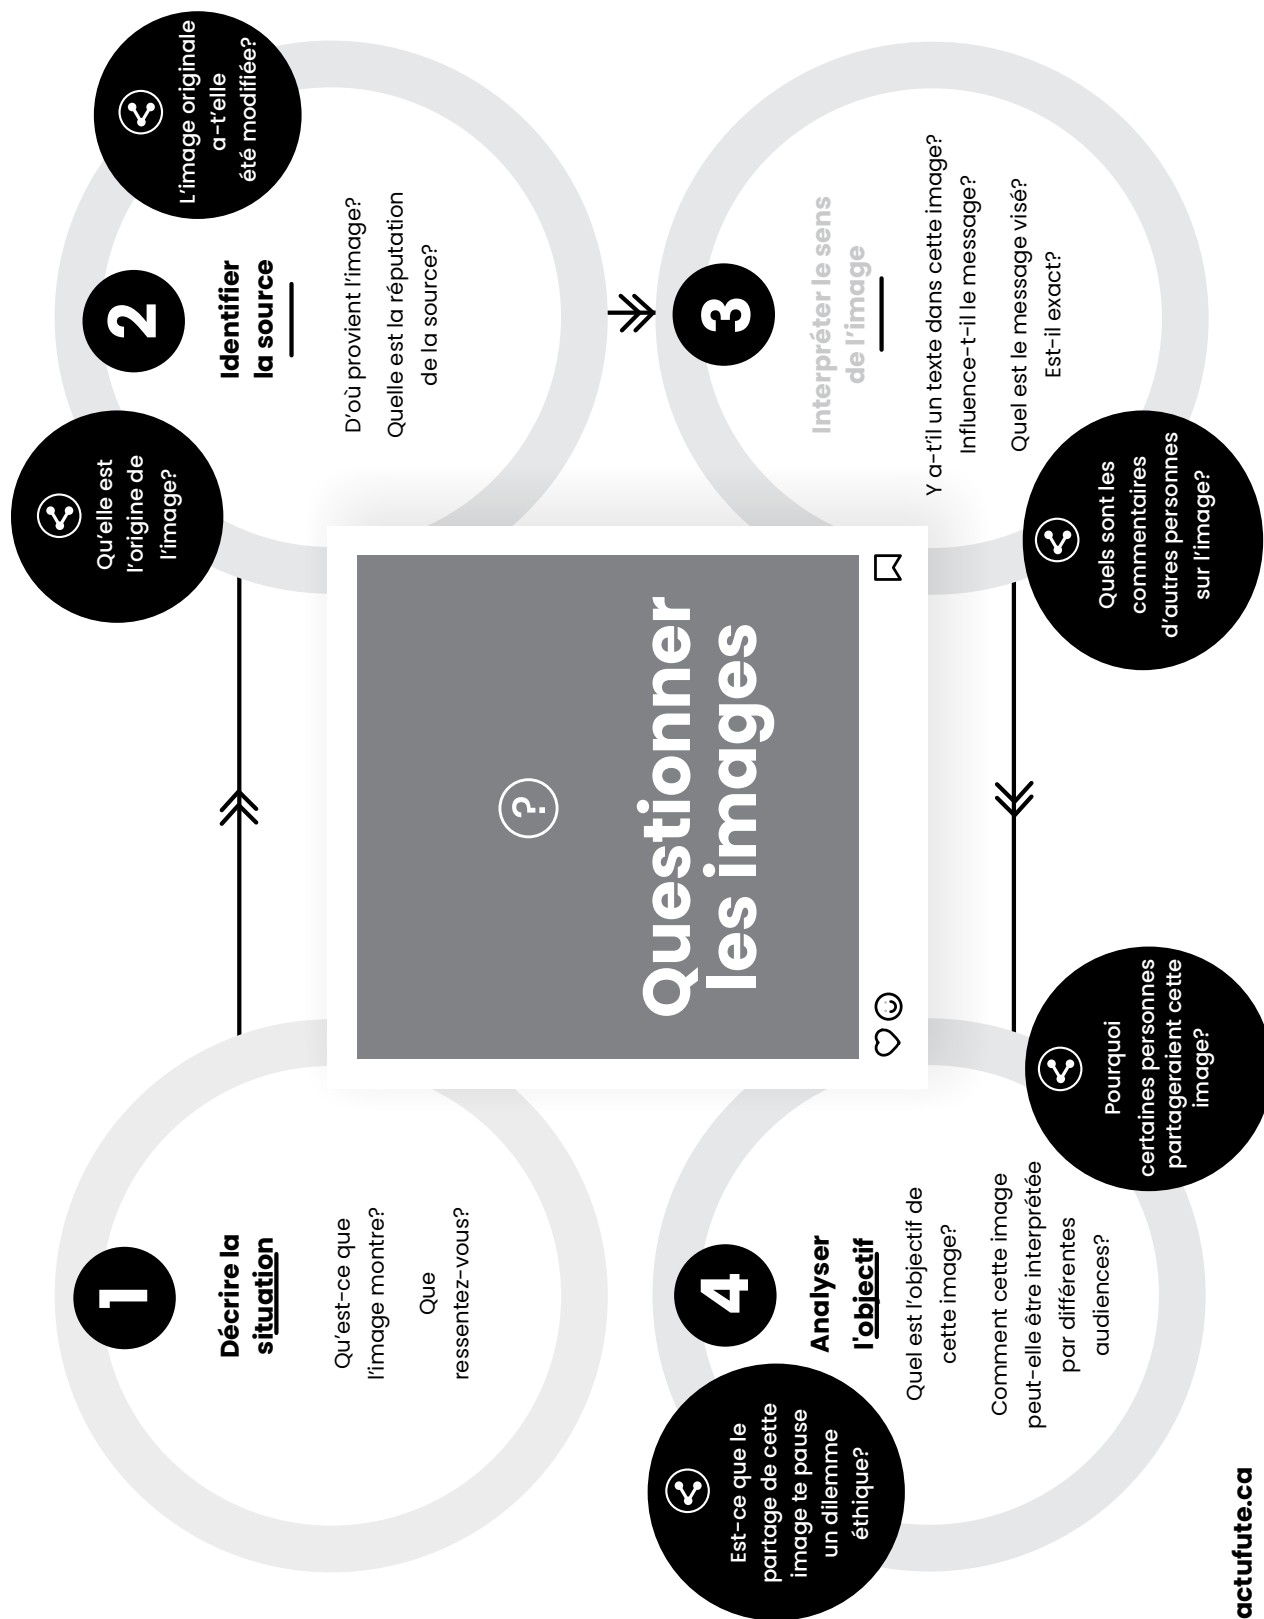 Questionner
les images
?
1
Décrire la
situation
Qu'est-ce que
l'image montre?
Que
ressentez-vous?
2
Identifier
la source
D'où provient l'image?
Quelle est la réputation
de la source?
Qu'elle est
l'origine de
l'image?
L'image originale
a-t'elle
été modifiée?
3
Interpréter le sens
de l'image
Y a-t'il un texte dans cette image?
Influence-t-il le message?
Quel est le message visé?
Est-il exact?
Quels sont les
commentaires
d'autres personnes
sur l'image?
4
Analyser
l'objectif
Quel est l'objectif de
cette image?
Comment cette image
peut-elle être interprétée
par différentes
audiences?
Pourquoi
certaines personnes
partageraient cette
image?
Est-ce que le
partage de cette
image te pause
un dilemme
éthique?
actufute.ca